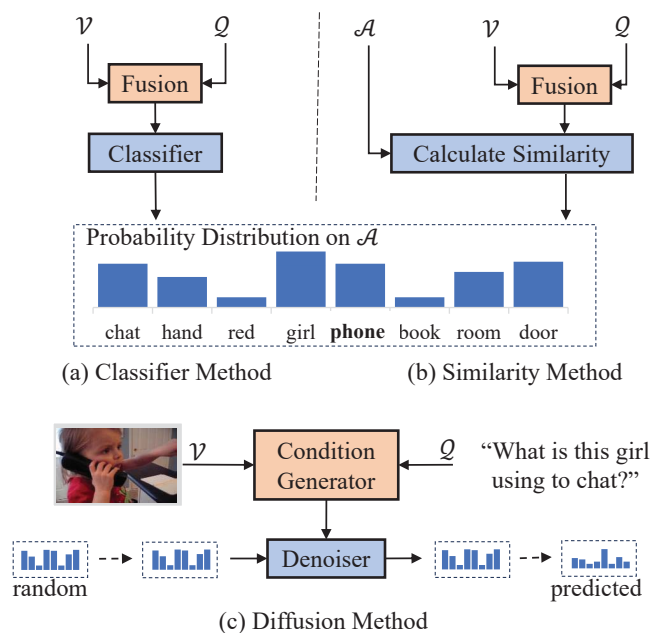 𝒱 𝒬 𝒜 𝒱 𝒬
Fusion Fusion
Classifier Calculate Similarity
Probability Distribution on 𝒜
chat hand red girl phone book room door
(a) Classifier Method (b) Similarity Method
𝒱 Condition Generator 𝒬 “What is this girl
using to chat?”
Denoiser
random predicted
(c) Diffusion Method